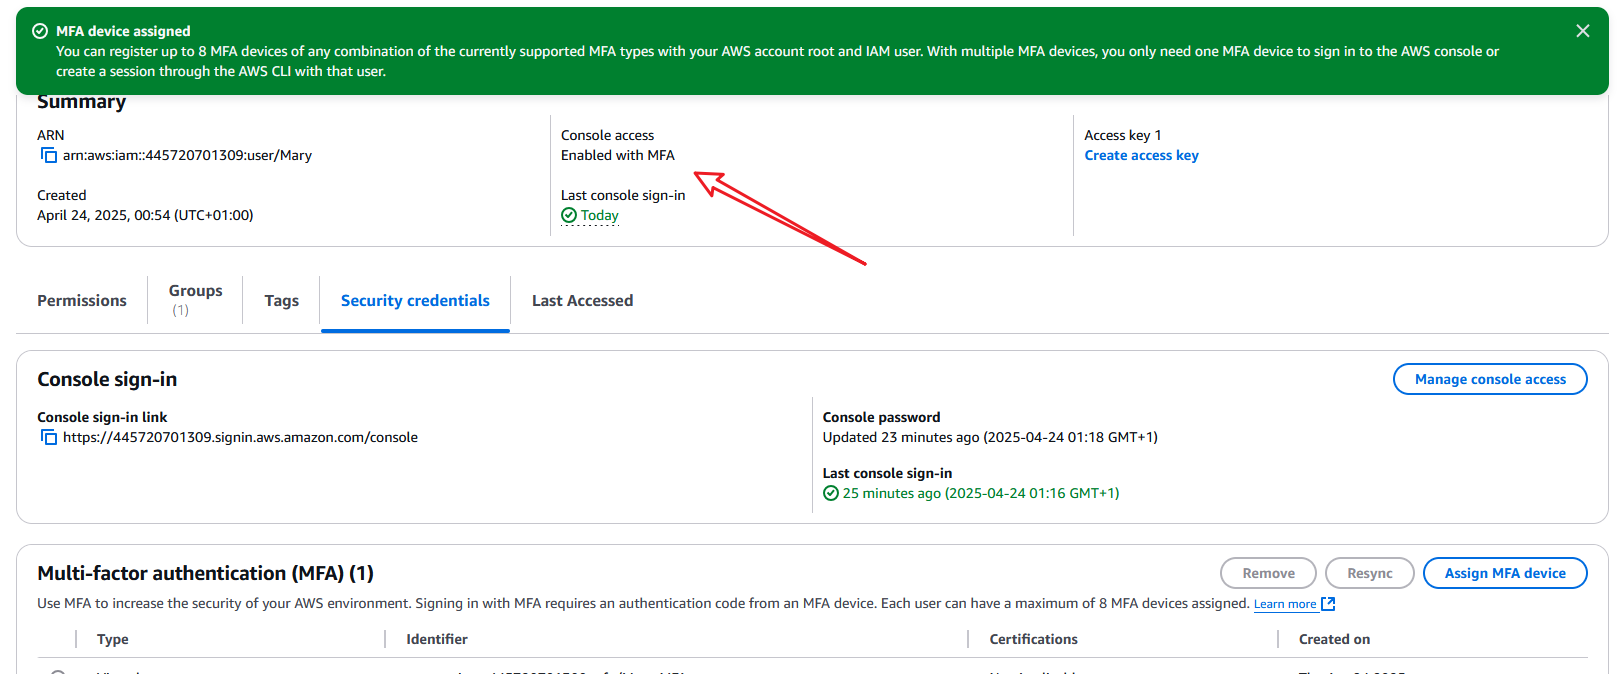 MFA device assigned
You can register up to 8 MFA devices of any combination of the currently supported MFA types with your AWS account root and IAM user. With multiple MFA devices, you only need one MFA device to sign in to the AWS console or
create a session through the AWS CLI with that user.
Summary
ARN
arn:aws:iam::445720701309:user/Mary
Created
April 24, 2025, 00:54 (UTC+01:00)
Console access
Enabled with MFA
Last console sign-in
Today
Access key 1
Create access key
Permissions
Groups
(1)
Tags
Security credentials
Last Accessed
Console sign-in
Manage console access
Console sign-in link
https://445720701309.signin.aws.amazon.com/console
Console password
Updated 23 minutes ago (2025-04-24 01:18 GMT+1)
Last console sign-in
25 minutes ago (2025-04-24 01:16 GMT+1)
Multi-factor authentication (MFA) (1)
Remove
Resync
Assign MFA device
Use MFA to increase the security of your AWS environment. Signing in with MFA requires an authentication code from an MFA device. Each user can have a maximum of 8 MFA devices assigned. Learn more
Type
Identifier
Certifications
Created on